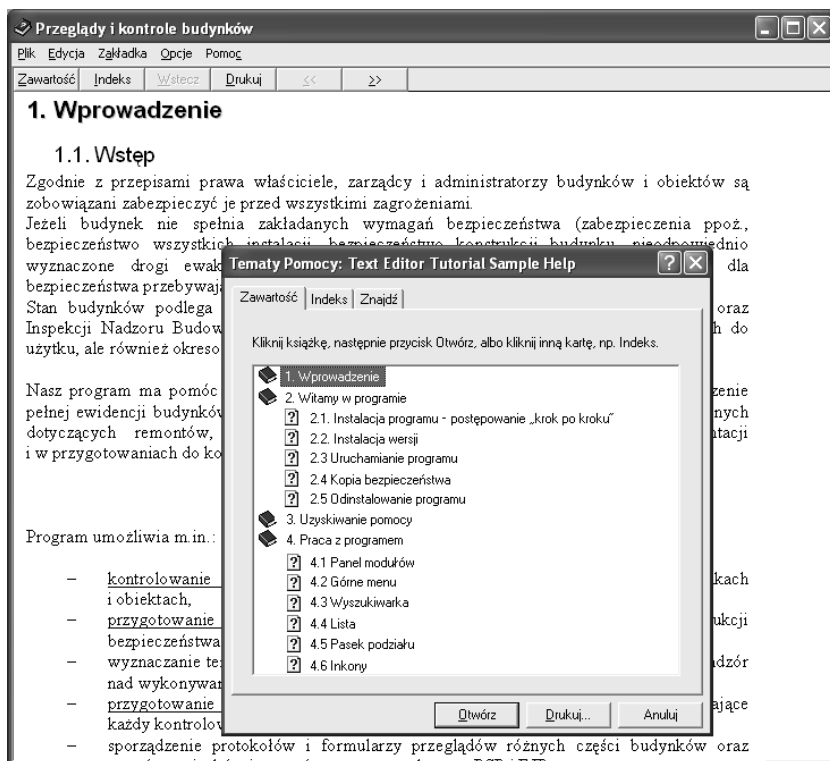 Przeglądy i kontrole budynków
Plik Edycja Zakładka Opcje Pomoc
Zawartość Indeks Wstecz Drukuj << >>
1. Wprowadzenie
1.1. Wstęp
Zgodnie z przepisami prawa właściciele, zarządcy i administratorzy budynków i obiektów są
zobowiązani zabezpieczyć je przed wszystkimi zagrożeniami.
Jeżeli budynek nie spełnia zakładanych wymagań bezpieczeństwa (zabezpieczenia ppoż.,
bezpieczeństwo wszystkich instalacji, bezpieczeństwo konstrukcji budynku, nieodpowiednio
wyznaczone drogi ewak dla
bezpieczeństwa przebywają
Stan budynków podlega oraz
Inspekcji Nadzoru Budow h do
użytku, ale również okreso
Nasz program ma pomóc zenie
pełnej ewidencji budynków nych
dotyczących remontów, ntacji
i w przygotowaniach do ko
Program umożliwia m.in.:
– kontrolowanie kach
i obiektach,
– przygotowanie ukcji
bezpieczeństwa
– wyznaczanie te dzór
nad wykonywan
– przygotowanie ające
każdy kontrolow
– sporządzenie protokołów i formularzy przeglądów różnych części budynków oraz
Tematy Pomocy: Text Editor Tutorial Sample Help
Zawartość Indeks Znajdź
Kliknij książkę, następnie przycisk Otwórz, albo kliknij inną kartę, np. Indeks.
1. Wprowadzenie
2. Witamy w programie
2.1. Instalacja programu - postępowanie „krok po kroku”
2.2. Instalacja wersji
2.3 Uruchamianie programu
2.4 Kopia bezpieczeństwa
2.5 Odinstalowanie programu
3. Uzyskiwanie pomocy
4. Praca z programem
4.1 Panel modułów
4.2 Górne menu
4.3 Wyszukiwarka
4.4 Lista
4.5 Pasek podziału
4.6 Inkony
Otwórz Drukuj... Anuluj